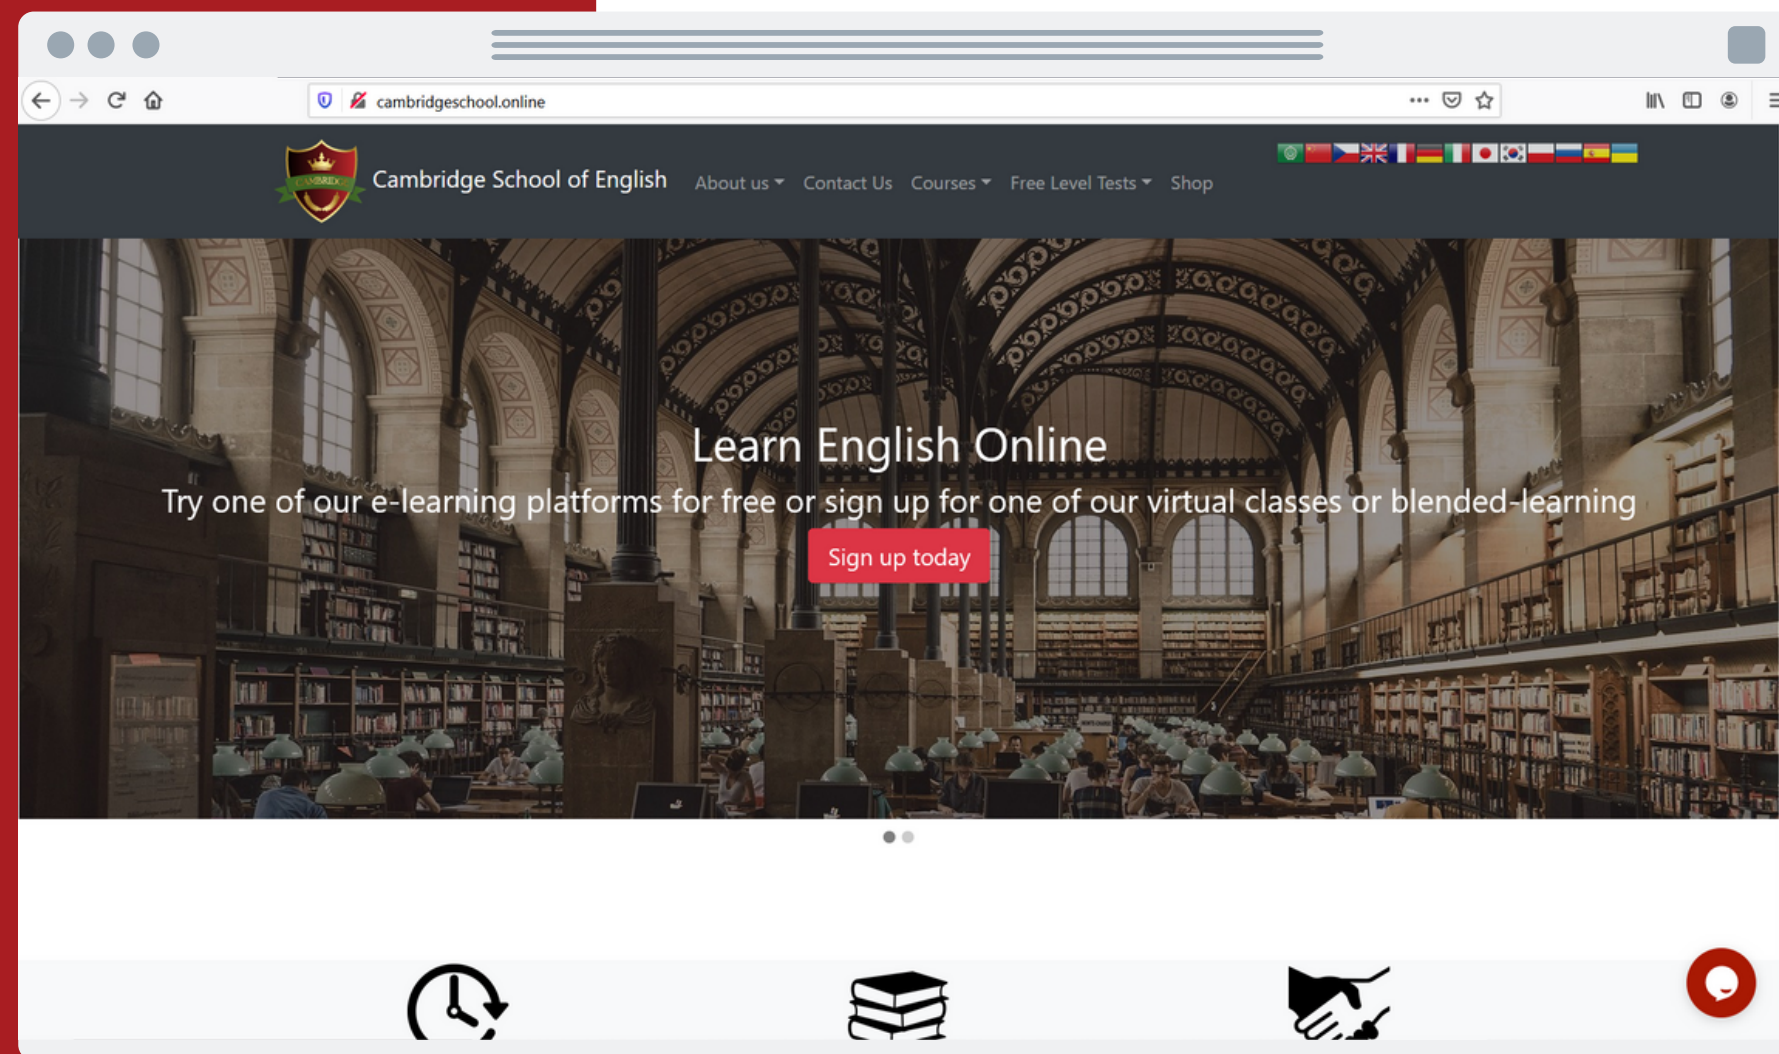 cambridgeschool.online
CAMBRIDGE
Cambridge School of English
About us
Contact Us
Courses
Free Level Tests
Shop
Learn English Online
Try one of our e-learning platforms for free or sign up for one of our virtual classes or blended-learning
Sign up today